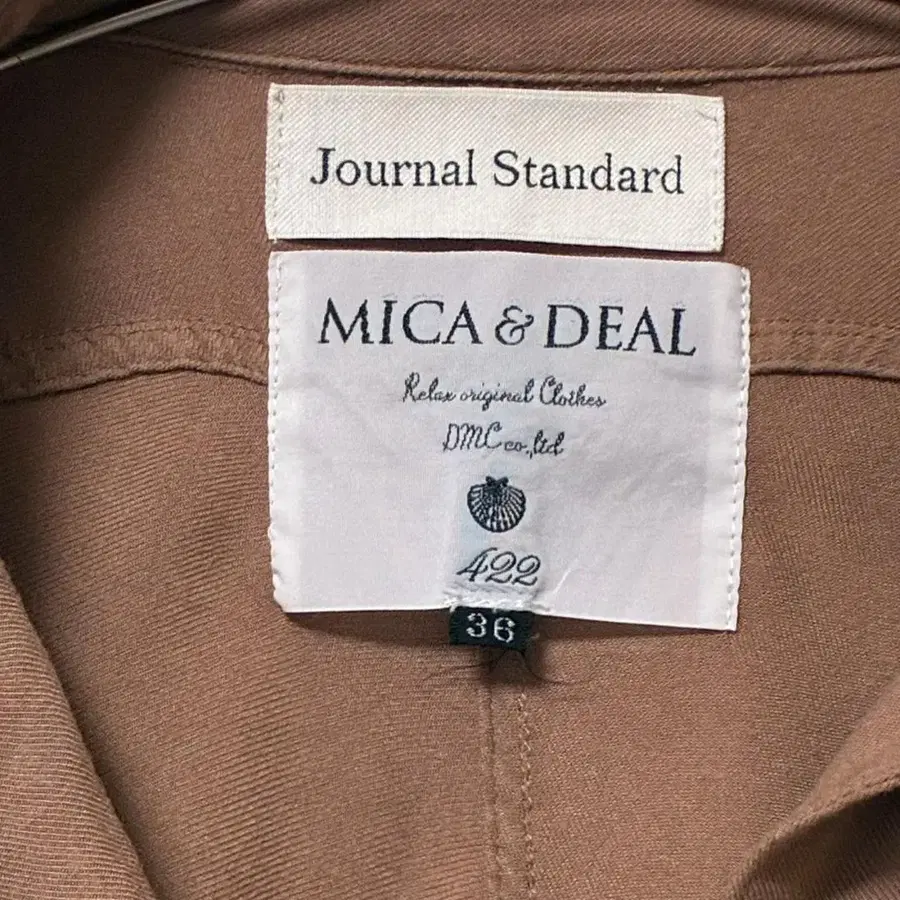 Journal Standard
MICA & DEAL
Relax original Clothes
DMC co.,ltd
422
36